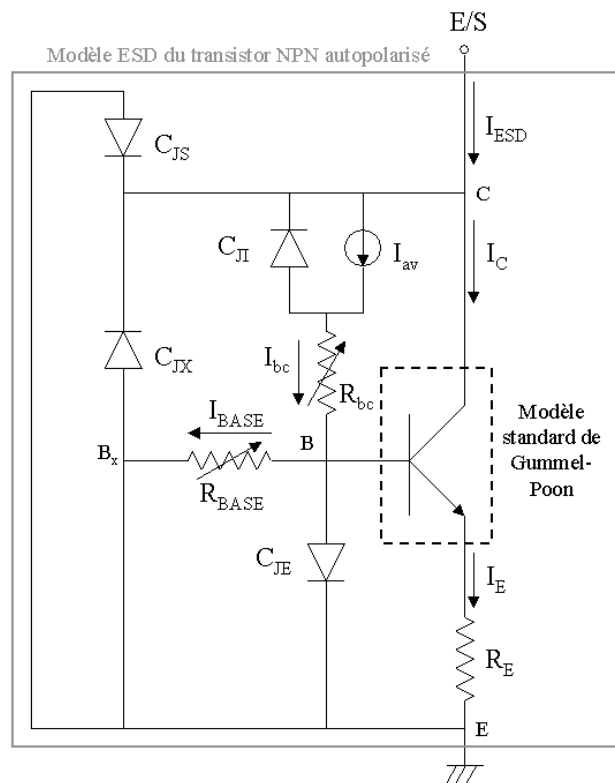 E/S
Modèle ESD du transistor NPN autopolarisé
I_ESD
C_JS
C
C_JI
I_av
I_C
C_JX
I_bc
R_bc
I_BASE
B_x
B
R_BASE
Modèle
standard de
Gummel-
Poon
C_JE
I_E
R_E
E